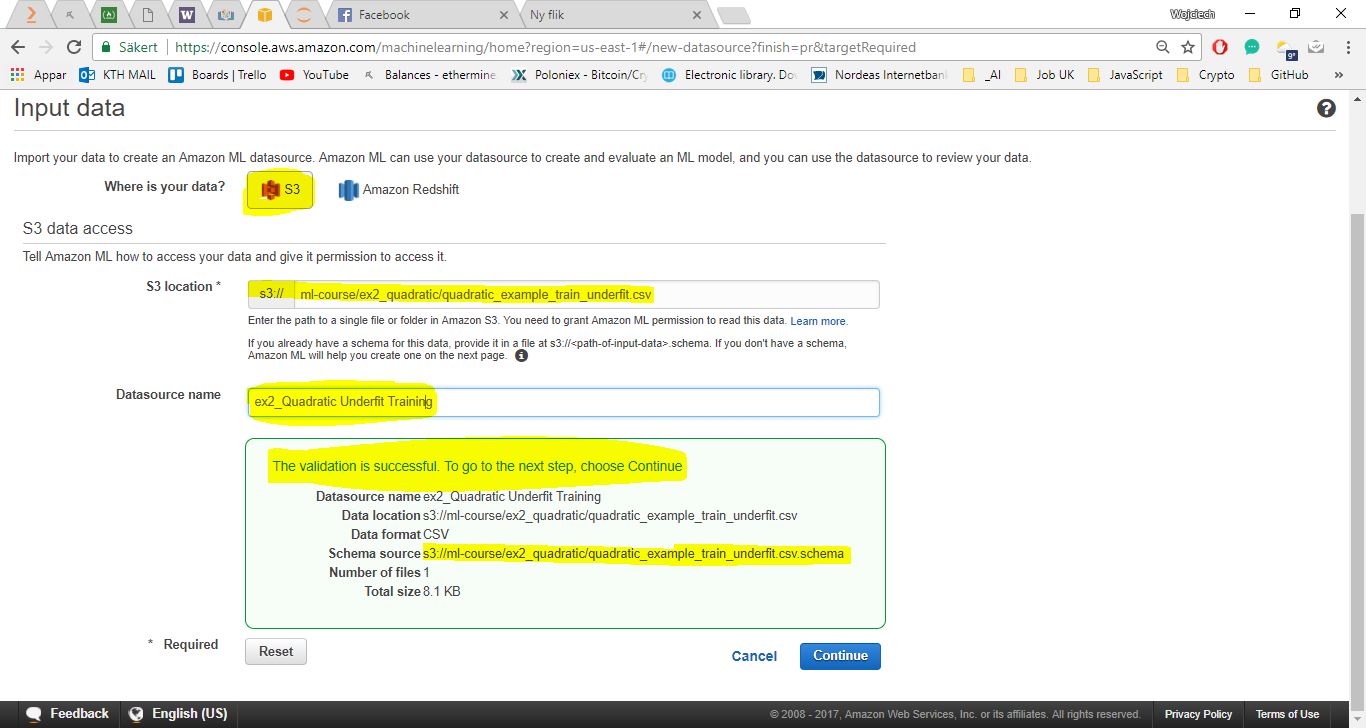 Facebook
Ny flik
Wojciech
Säkert
https://console.aws.amazon.com/machinelearning/home?region=us-east-1#/new-datasource?finish=pr&targetRequired
9°
Appar
KTH MAIL
Boards | Trello
YouTube
Balances - ethermine
Poloniex - Bitcoin/Cry
Electronic library. Do
Nordeas Internetban
_AI
Job UK
JavaScript
Crypto
GitHub
»
Input data
Import your data to create an Amazon ML datasource. Amazon ML can use your datasource to create and evaluate an ML model, and you can use the datasource to review your data.
Where is your data?
S3
Amazon Redshift
S3 data access
Tell Amazon ML how to access your data and give it permission to access it.
S3 location *
s3://
ml-course/ex2_quadratic/quadratic_example_train_underfit.csv
Enter the path to a single file or folder in Amazon S3. You need to grant Amazon ML permission to read this data. Learn more.
If you already have a schema for this data, provide it in a file at s3://<path-of-input-data>.schema. If you don't have a schema,
Amazon ML will help you create one on the next page.
Datasource name
ex2_Quadratic Underfit Training
The validation is successful. To go to the next step, choose Continue
Datasource name ex2_Quadratic Underfit Training
Data location s3://ml-course/ex2_quadratic/quadratic_example_train_underfit.csv
Data format CSV
Schema source s3://ml-course/ex2_quadratic/quadratic_example_train_underfit.csv.schema
Number of files 1
Total size 8.1 KB
* Required
Reset
Cancel
Continue
Feedback
English (US)
© 2008 - 2017, Amazon Web Services, Inc. or its affiliates. All rights reserved.
Privacy Policy
Terms of Use